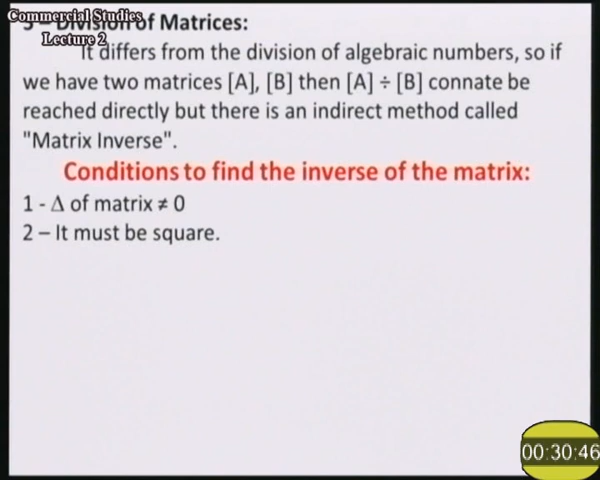 Commercial Studies
Lecture 2
5 – Division of Matrices:
It differs from the division of algebraic numbers, so if
we have two matrices [A], [B] then [A] ÷ [B] connate be
reached directly but there is an indirect method called
"Matrix Inverse".
Conditions to find the inverse of the matrix:
1 - Δ of matrix ≠ 0
2 – It must be square.
00:30:46